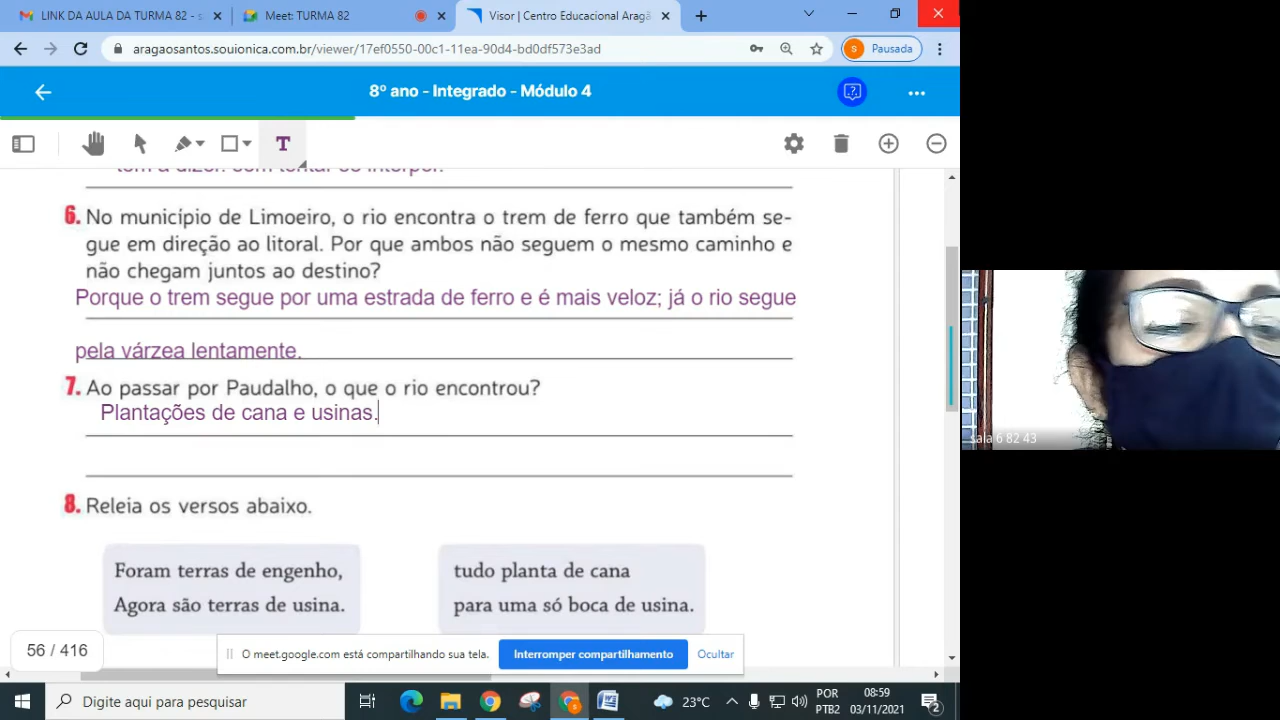 LINK DA AULA DA TURMA 82 - s
Meet: TURMA 82
Visor | Centro Educacional Aragã
aragaosantos.souionica.com.br/viewer/17ef0550-00c1-11ea-90d4-bd0df573e3ad
S Pausada
8º ano - Integrado - Módulo 4
T
6. No município de Limoeiro, o rio encontra o trem de ferro que também se-
gue em direção ao litoral. Por que ambos não seguem o mesmo caminho e
não chegam juntos ao destino?
Porque o trem segue por uma estrada de ferro e é mais veloz; já o rio segue
pela várzea lentamente.
7. Ao passar por Paudalho, o que o rio encontrou?
Plantações de cana e usinas.
8. Releia os versos abaixo.
Foram terras de engenho,
Agora são terras de usina.
tudo planta de cana
para uma só boca de usina.
56 / 416
O meet.google.com está compartilhando sua tela.
Interromper compartilhamento
Ocultar
Digite aqui para pesquisar
23°C
POR
PTB2
08:59
03/11/2021
2
sala 6 82 43